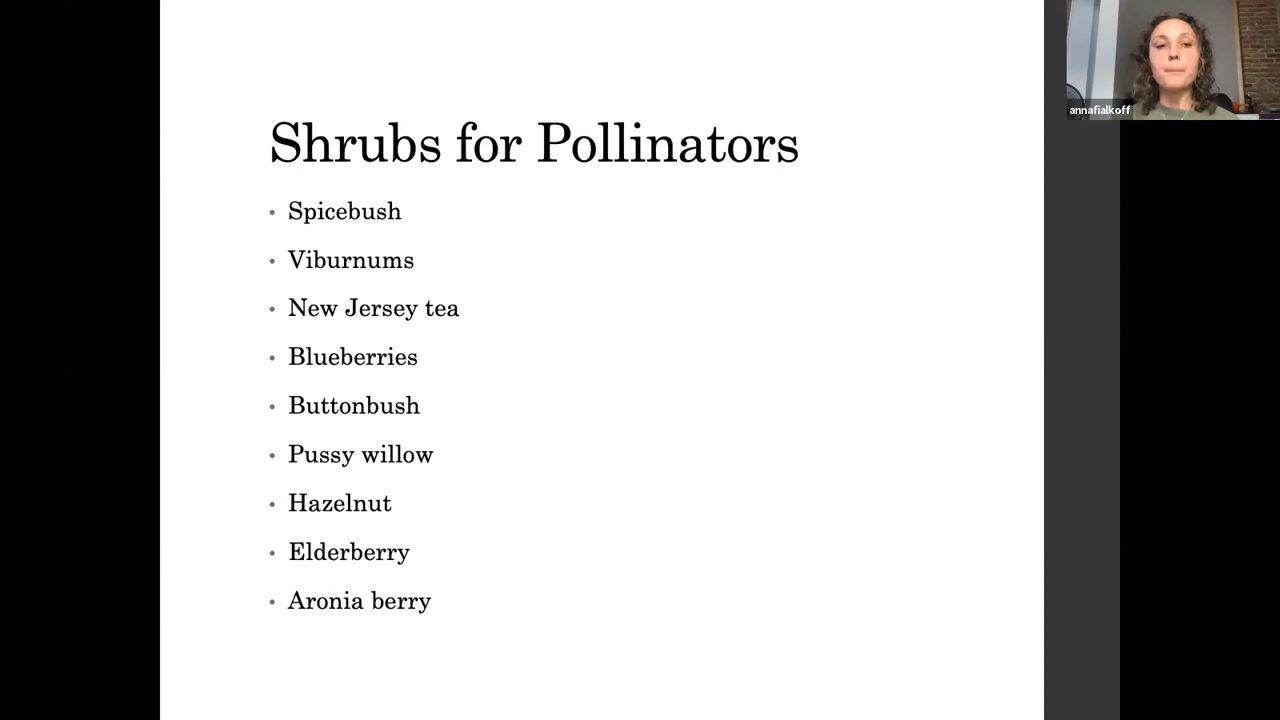 Shrubs for Pollinators
• Spicebush
• Viburnums
• New Jersey tea
• Blueberries
• Buttonbush
• Pussy willow
• Hazelnut
• Elderberry
• Aronia berry
annafialkoff